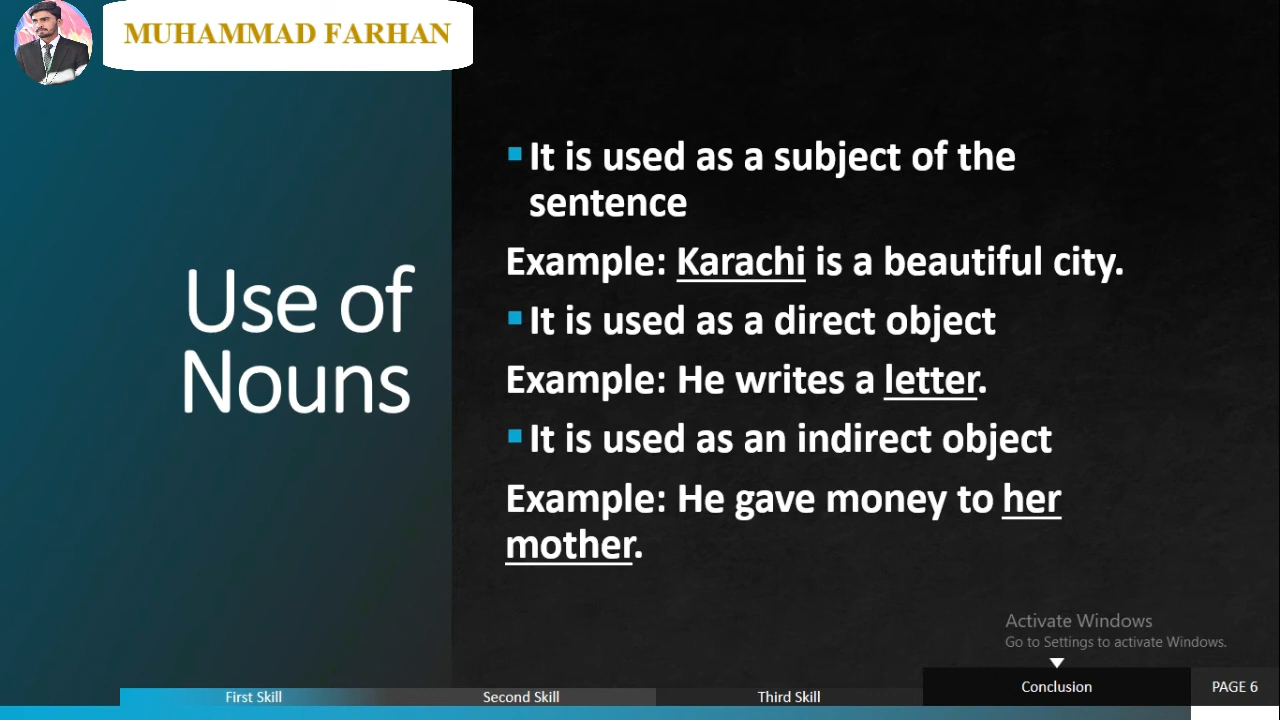 MUHAMMAD FARHAN
Use of
Nouns
It is used as a subject of the
sentence
Example: Karachi is a beautiful city.
It is used as a direct object
Example: He writes a letter.
It is used as an indirect object
Example: He gave money to her
mother.
Activate Windows
Go to Settings to activate Windows.
First Skill
Second Skill
Third Skill
Conclusion
PAGE 6